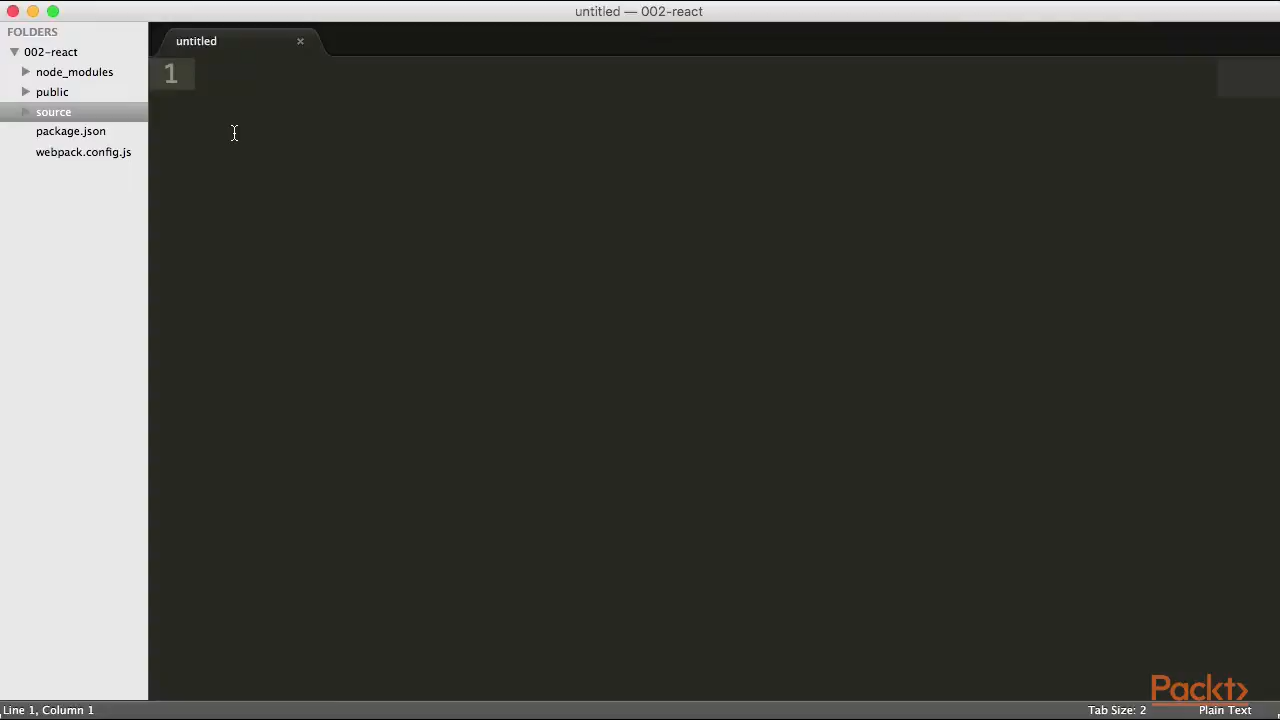 untitled — 002-react
FOLDERS
002-react
node_modules
public
source
package.json
webpack.config.js
untitled ×
1
Packt>
Line 1, Column 1
Tab Size: 2
Plain Text